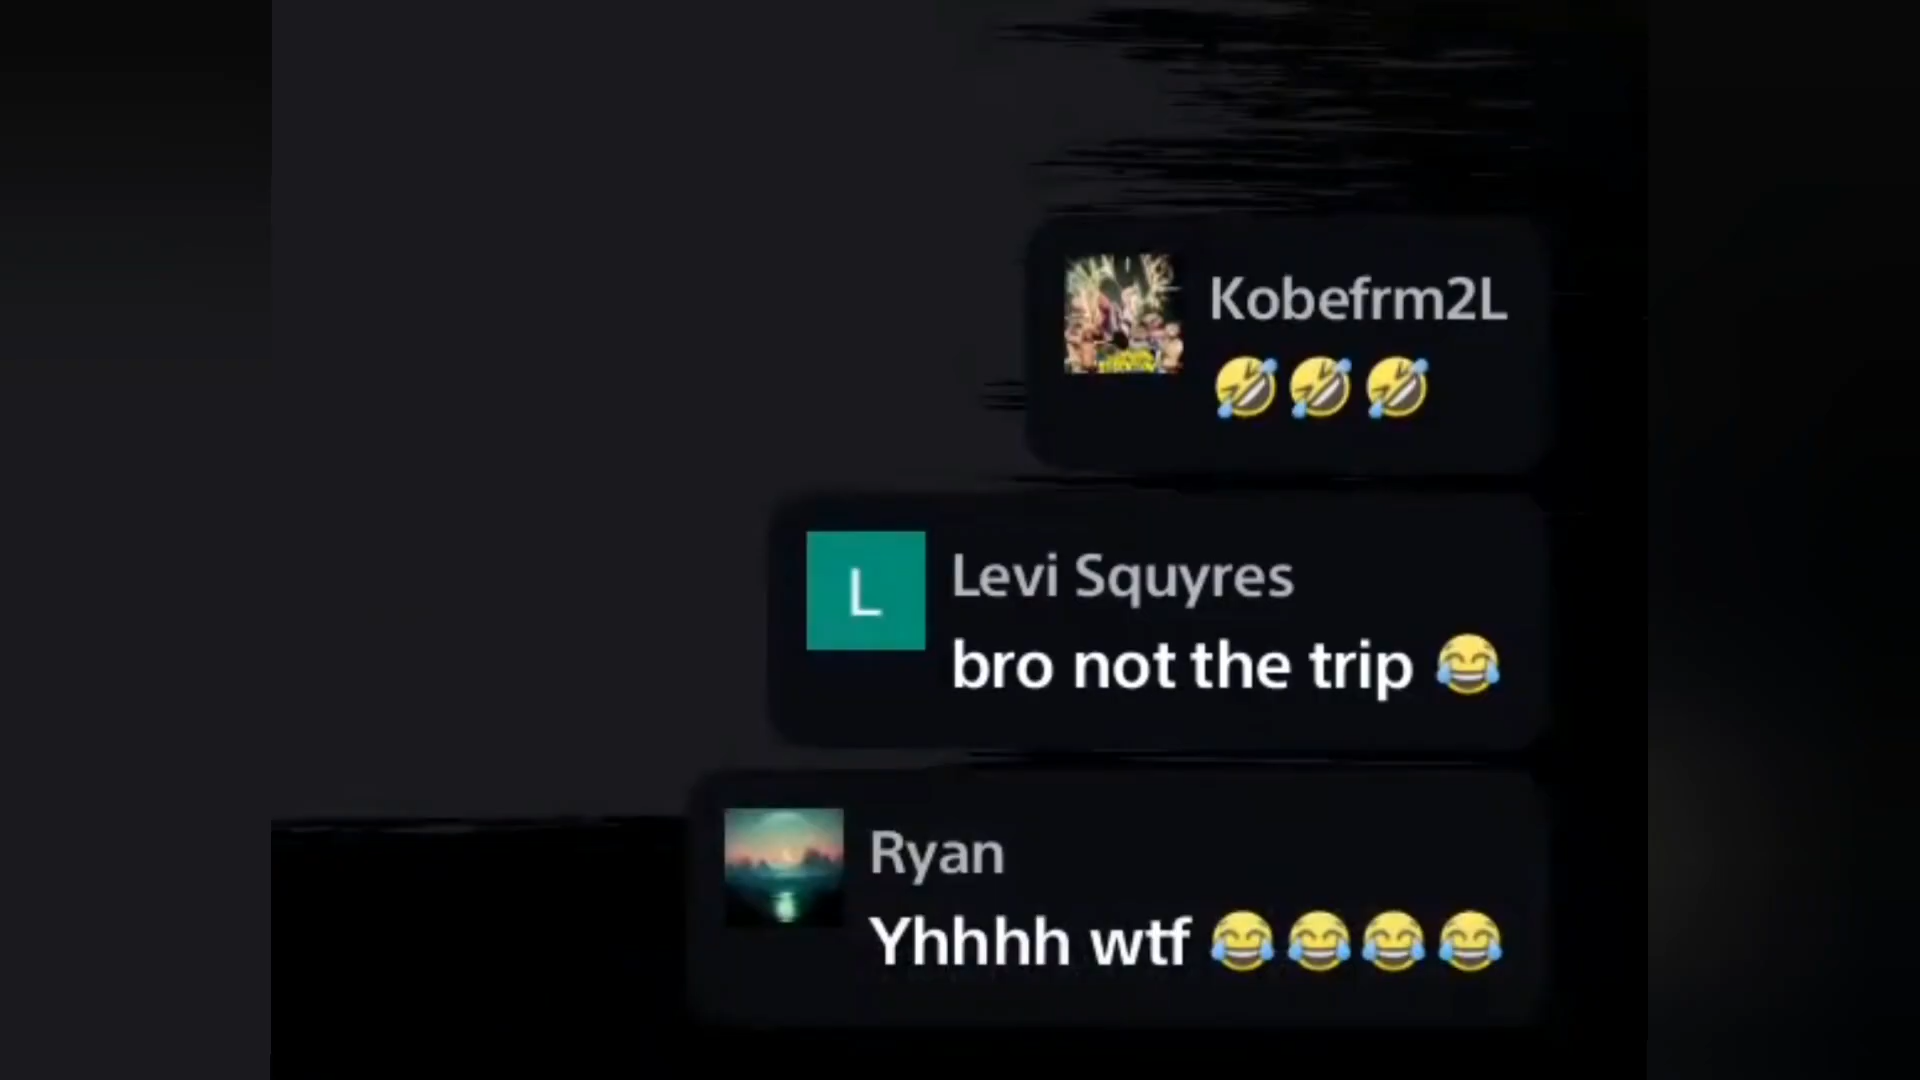 Kobefrm2L
🤣🤣🤣
L
Levi Squyres
bro not the trip 😂
Ryan
Yhhhh wtf 😂😂😂😂